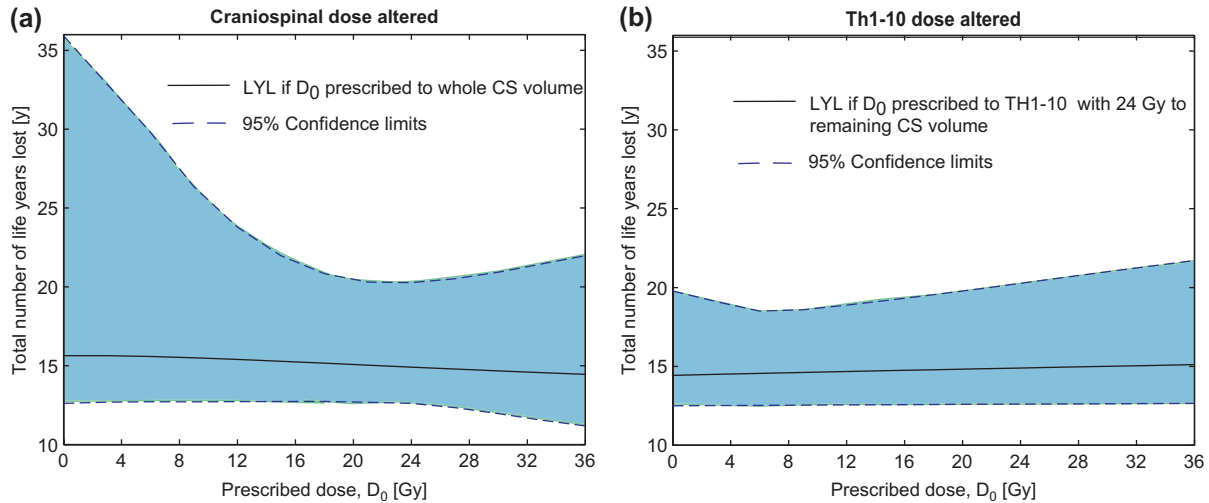 (a)
Craniospinal dose altered
35
30
25
20
15
10
Total number of life years lost [y]
LYL if D0 prescribed to whole CS volume
95% Confidence limits
0 4 8 12 16 20 24 28 32 36
Prescribed dose, D0 [Gy]
(b)
Th1-10 dose altered
35
30
25
20
15
10
Total number of life years lost [y]
LYL if D0 prescribed to TH1-10 with 24 Gy to
remaining CS volume
95% Confidence limits
0 4 8 12 16 20 24 28 32 36
Prescribed dose, D0 [Gy]